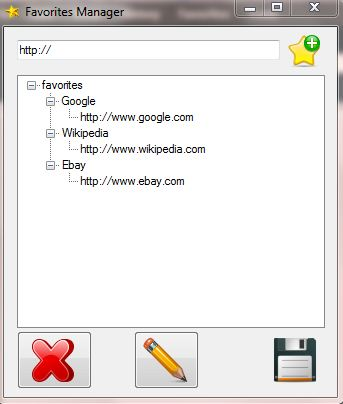 Favorites Manager
http://
favorites
Google
http://www.google.com
Wikipedia
http://www.wikipedia.com
Ebay
http://www.ebay.com